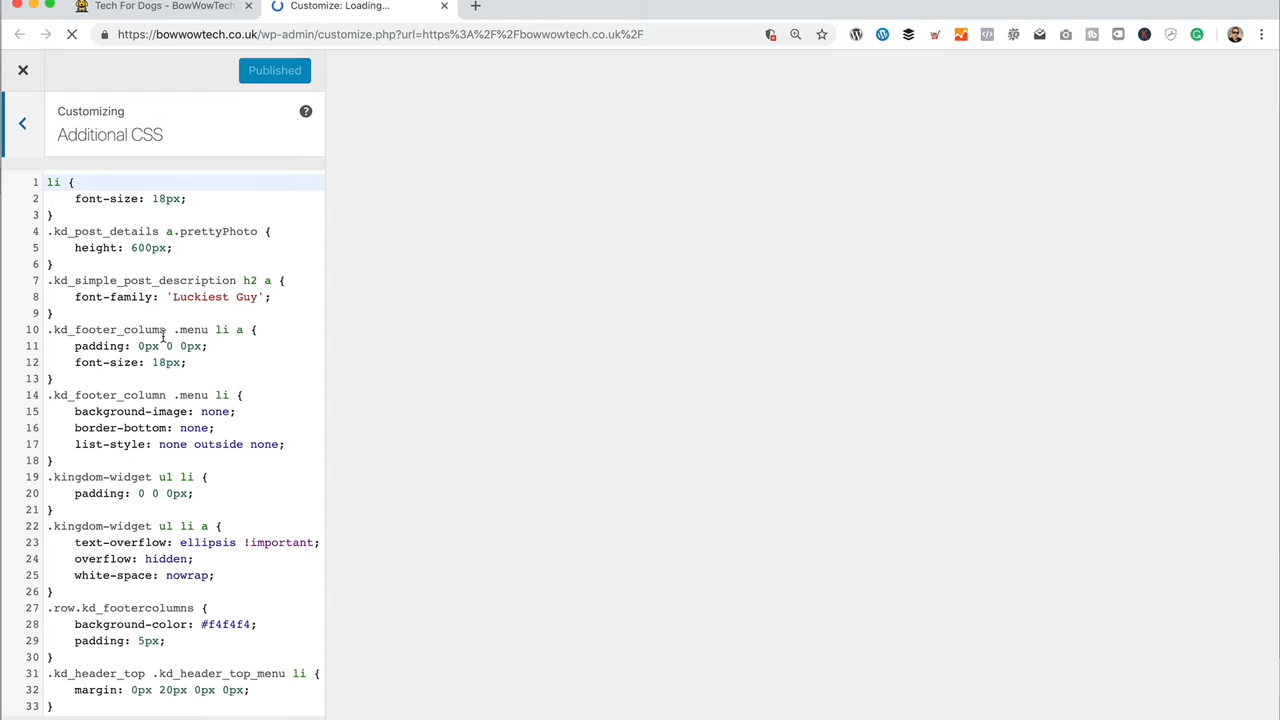 Tech For Dogs - BowWowTech.
Customize: Loading...
https://bowwowtech.co.uk/wp-admin/customize.php?url=https%3A%2F%2Fbowwowtech.co.uk%2F
Published
Customizing
Additional CSS
1 li {
2 font-size: 18px;
3 }
4 .kd_post_details a.prettyPhoto {
5 height: 600px;
6 }
7 .kd_simple_post_description h2 a {
8 font-family: 'Luckiest Guy';
9 }
10 .kd_footer_column .menu li a {
11 padding: 0px 0 0px;
12 font-size: 18px;
13 }
14 .kd_footer_column .menu li {
15 background-image: none;
16 border-bottom: none;
17 list-style: none outside none;
18 }
19 .kingdom-widget ul li {
20 padding: 0 0 0px;
21 }
22 .kingdom-widget ul li a {
23 text-overflow: ellipsis !important;
24 overflow: hidden;
25 white-space: nowrap;
26 }
27 .row.kd_footercolumns {
28 background-color: #f4f4f4;
29 padding: 5px;
30 }
31 .kd_header_top .kd_header_top_menu li {
32 margin: 0px 20px 0px 0px;
33 }